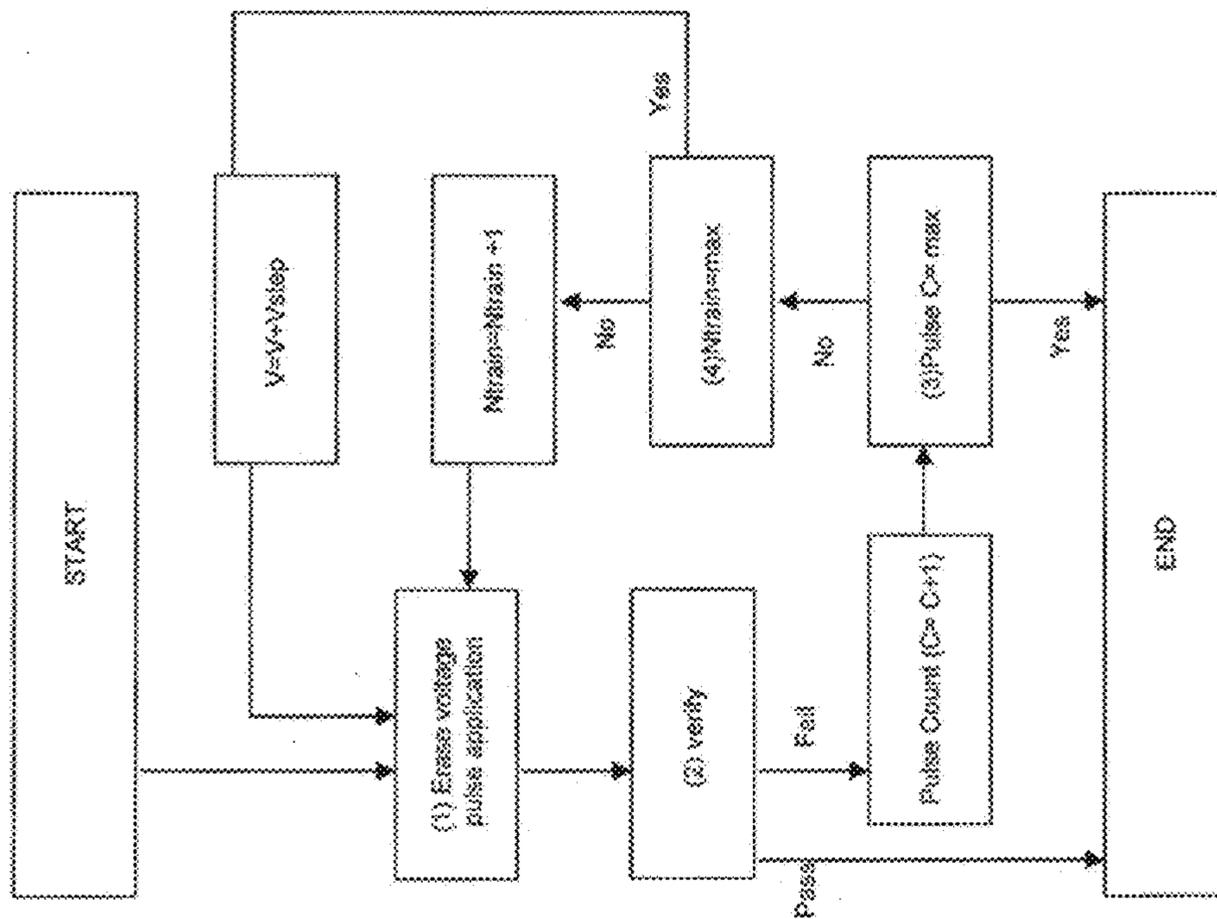 START
V=V+Vstep
Ntrain=Ntrain +1
(1) Erase voltage
pulse application
Yes
No
(4)Ntrain=max
(2) verify
No
(3)Pulse C= max
Fail
Pass
Pulse Count (C= C+1)
Yes
END